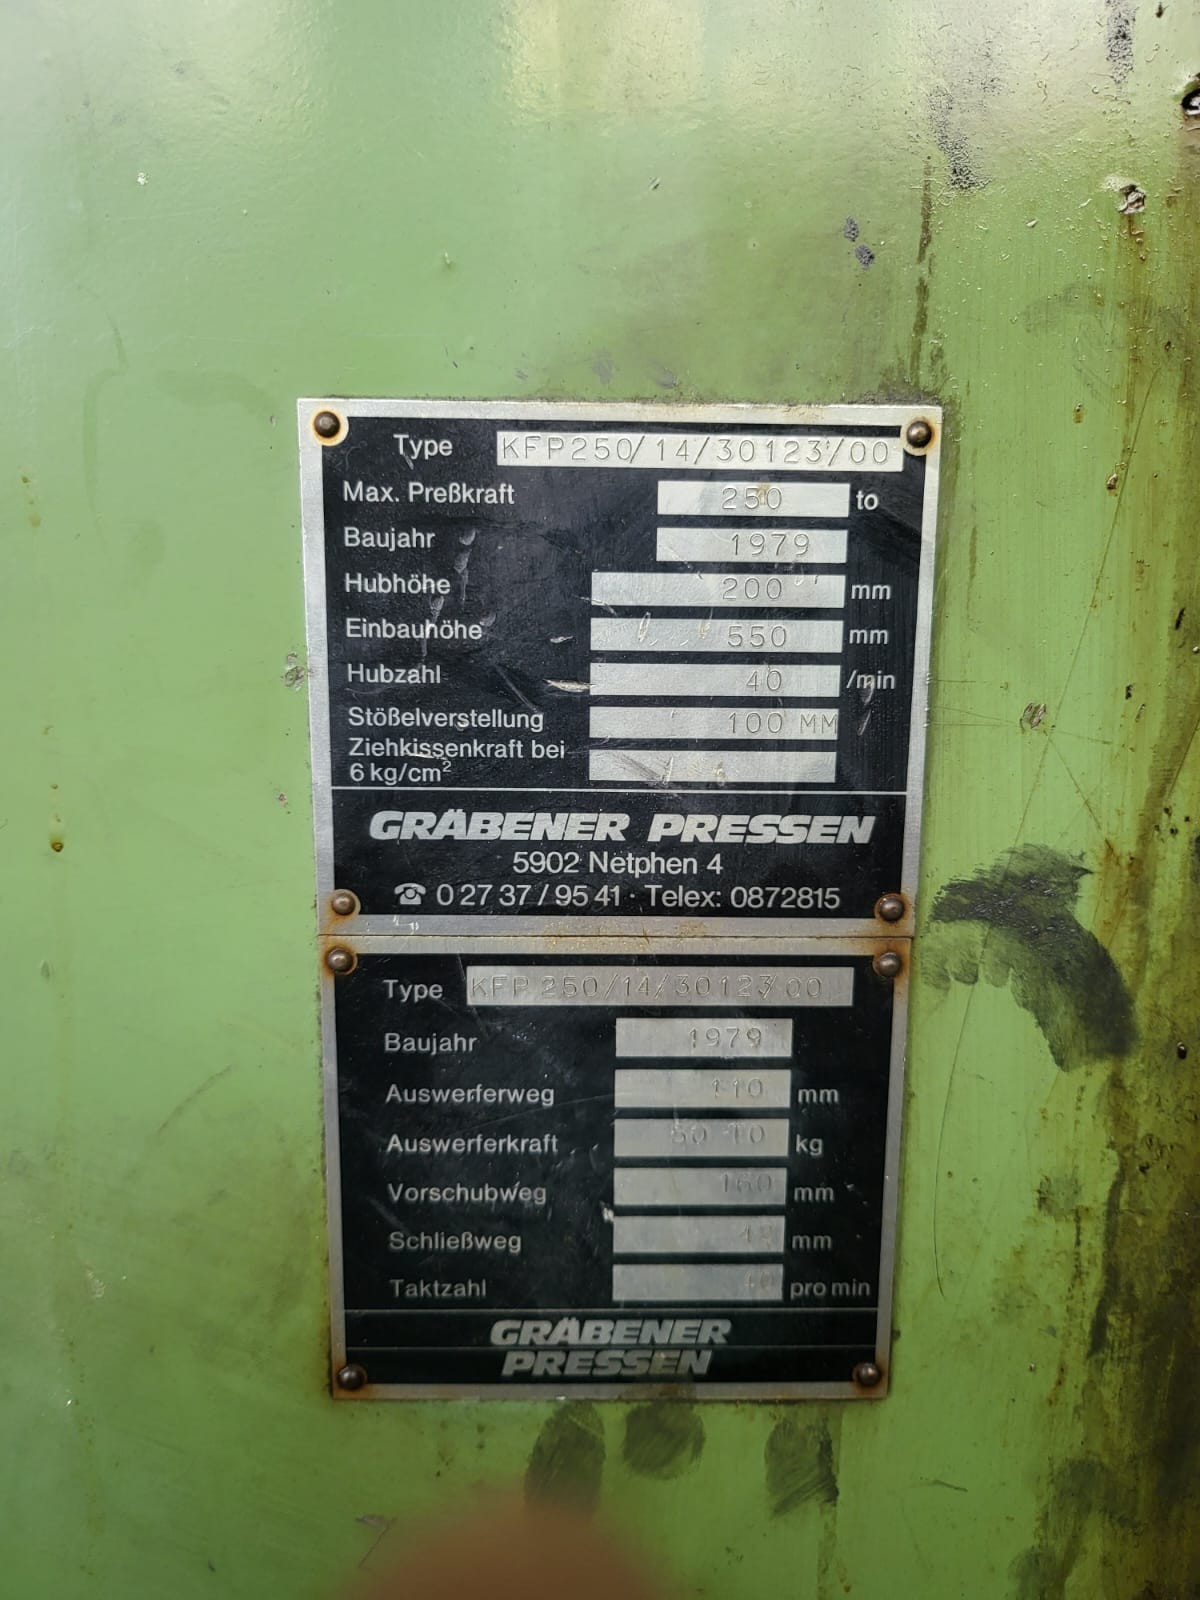 Type KFP250/14/30123/00
Max. Preßkraft 250 to
Baujahr 1979
Hubhöhe 200 mm
Einbauhöhe 550 mm
Hubzahl 40 /min
Stößelverstellung 100 MM
Ziehkissenkraft bei
6 kg/cm²
GRÄBENER PRESSEN
5902 Netphen 4
☎ 0 27 37 / 95 41 · Telex: 0872815
Type KFP 250/14/30123/00
Baujahr 1979
Auswerferweg 110 mm
Auswerferkraft kg
Vorschubweg 160 mm
Schließweg mm
Taktzahl 40 pro min
GRÄBENER
PRESSEN